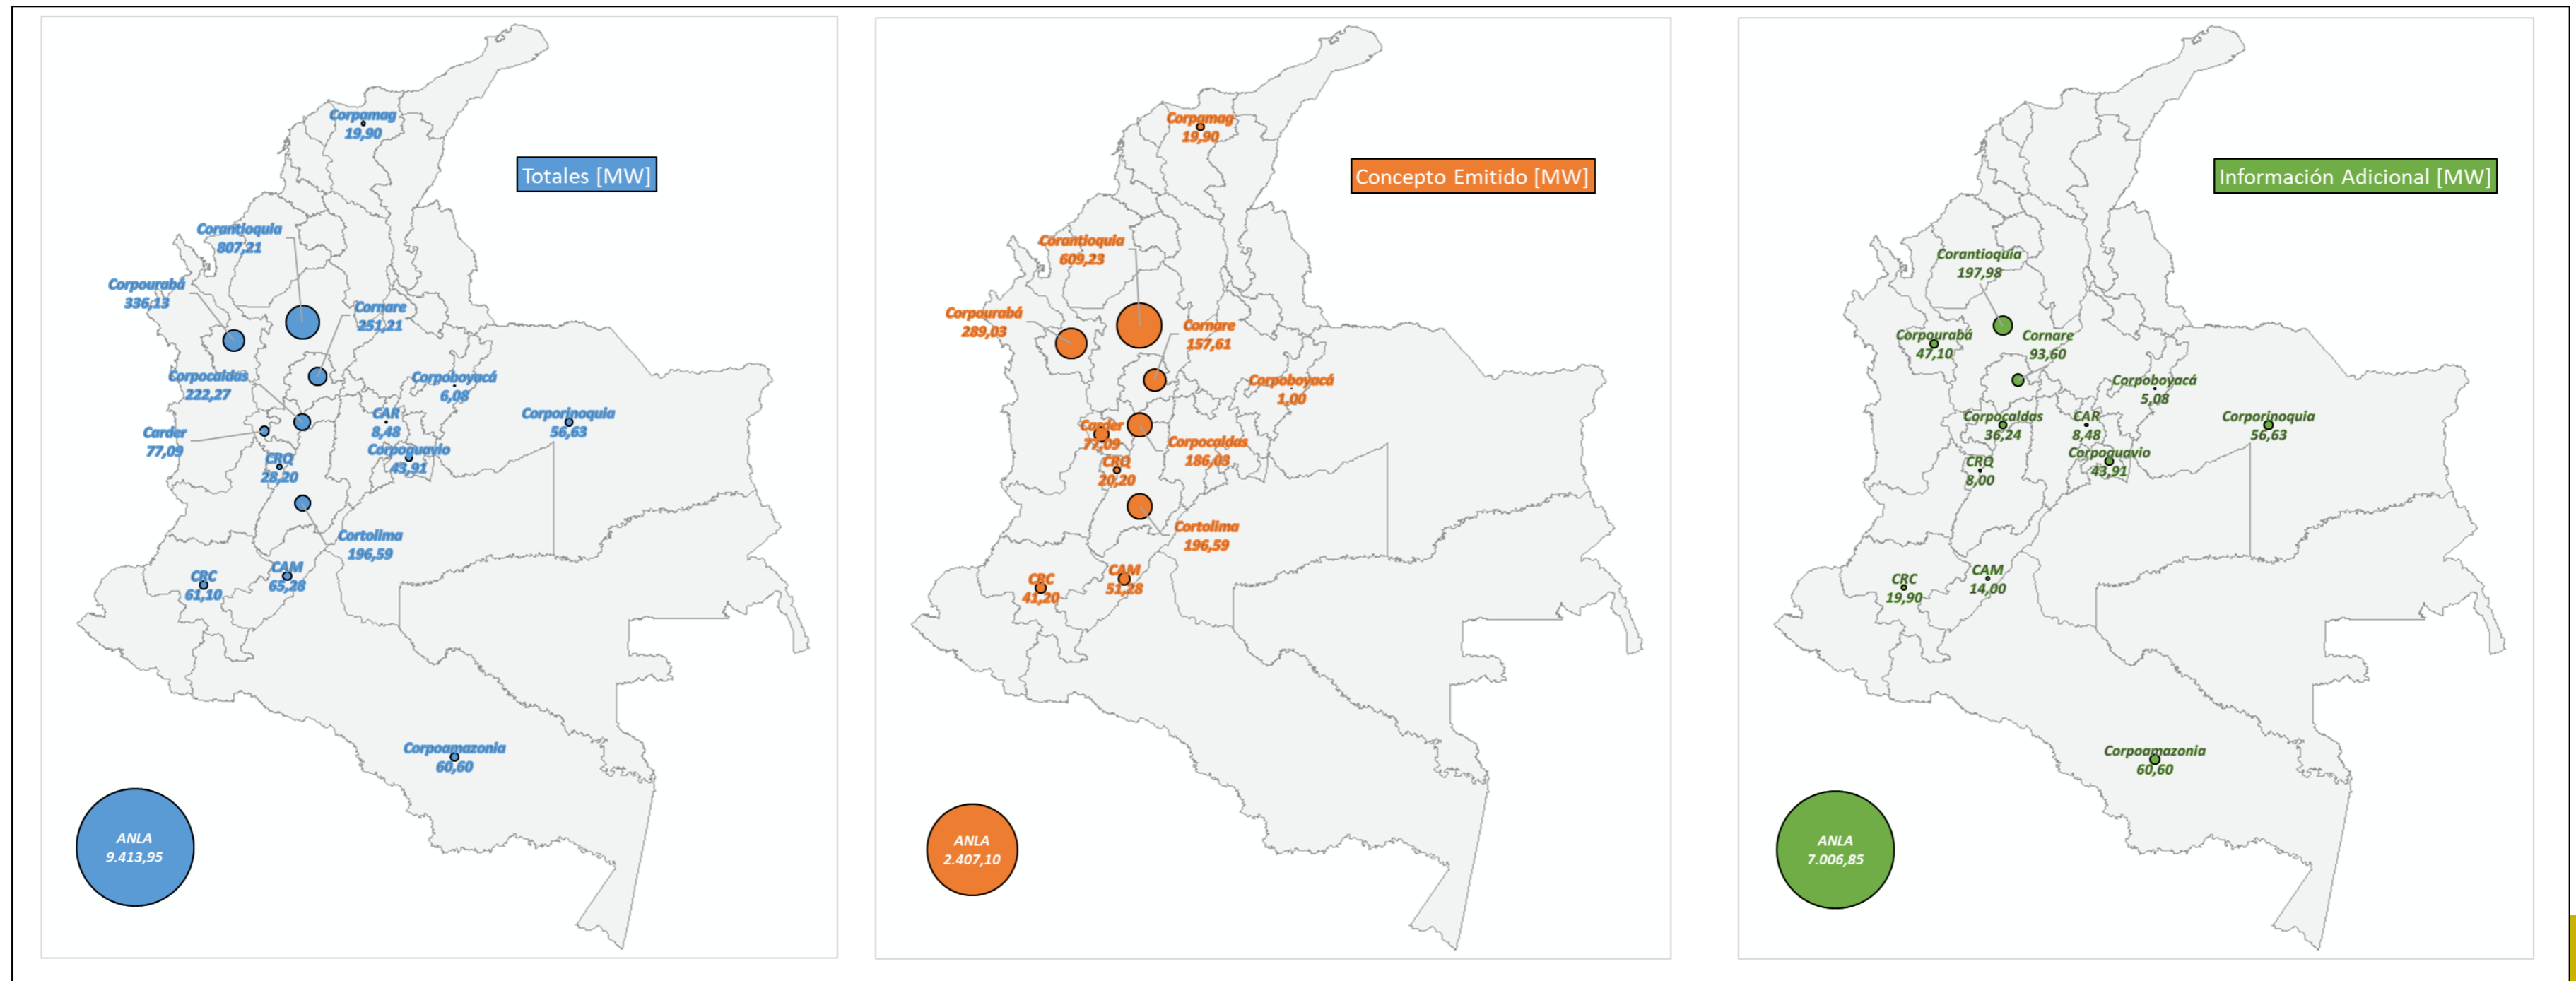 Totales [MW]
Corpamag
19,90
Corantioquia
807,21
Corpourabá
336,13
Cornare
251,21
Corpocaldas
222,27
Corpoboyacá
6,08
CAR
8,48
Corporinoquia
56,63
Carder
77,09
Corpoguavio
43,91
CRQ
28,20
Cortolima
196,59
CAM
65,28
CRC
61,10
Corpoamazonia
60,60
ANLA
9.413,95
Concepto Emitido [MW]
Corpamag
19,90
Corantioquia
609,23
Corpourabá
289,03
Cornare
157,61
Corpoboyacá
1,00
Carder
77,09
Corpocaldas
186,03
CRQ
20,20
Cortolima
196,59
CAM
51,28
CRC
41,20
ANLA
2.407,10
Información Adicional [MW]
Corantioquia
197,98
Corpourabá
47,10
Cornare
93,60
Corpoboyacá
5,08
Corpocaldas
36,24
CAR
8,48
Corporinoquia
56,63
Corpoguavio
43,91
CRQ
8,00
CAM
14,00
CRC
19,90
Corpoamazonia
60,60
ANLA
7.006,85